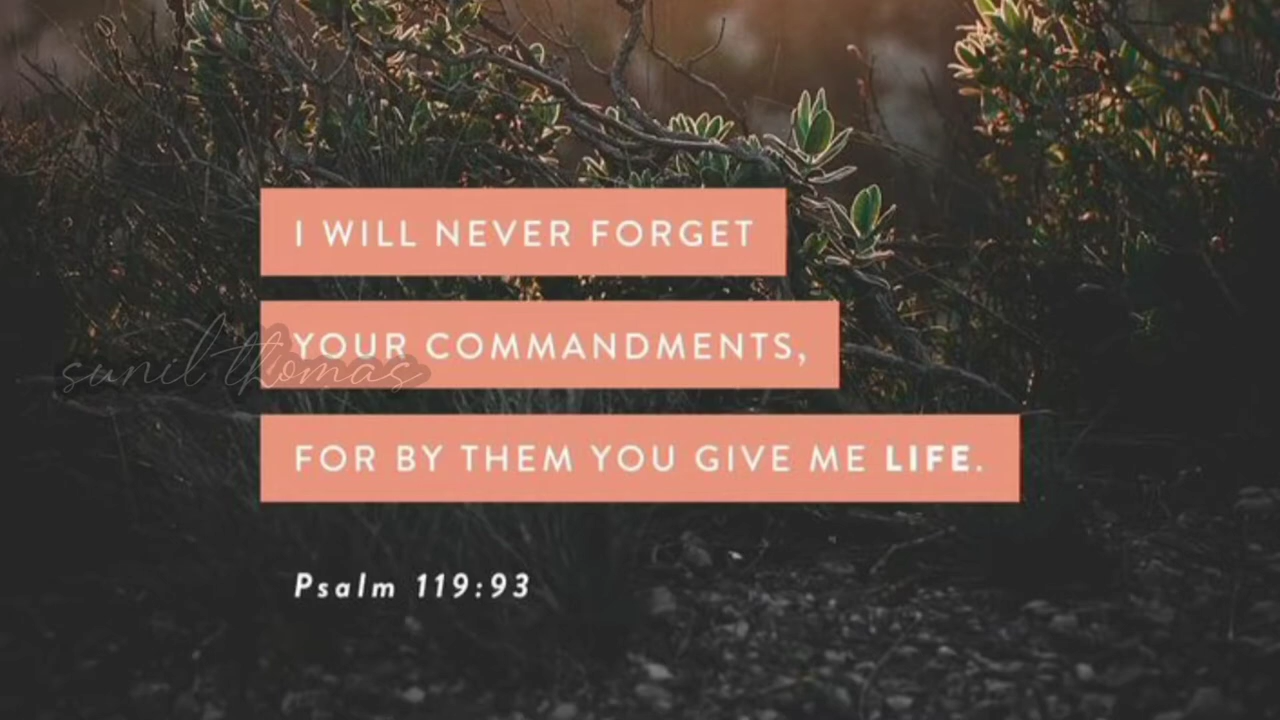 I WILL NEVER FORGET
YOUR COMMANDMENTS,
sunil thomas
FOR BY THEM YOU GIVE ME LIFE.
Psalm 119:93